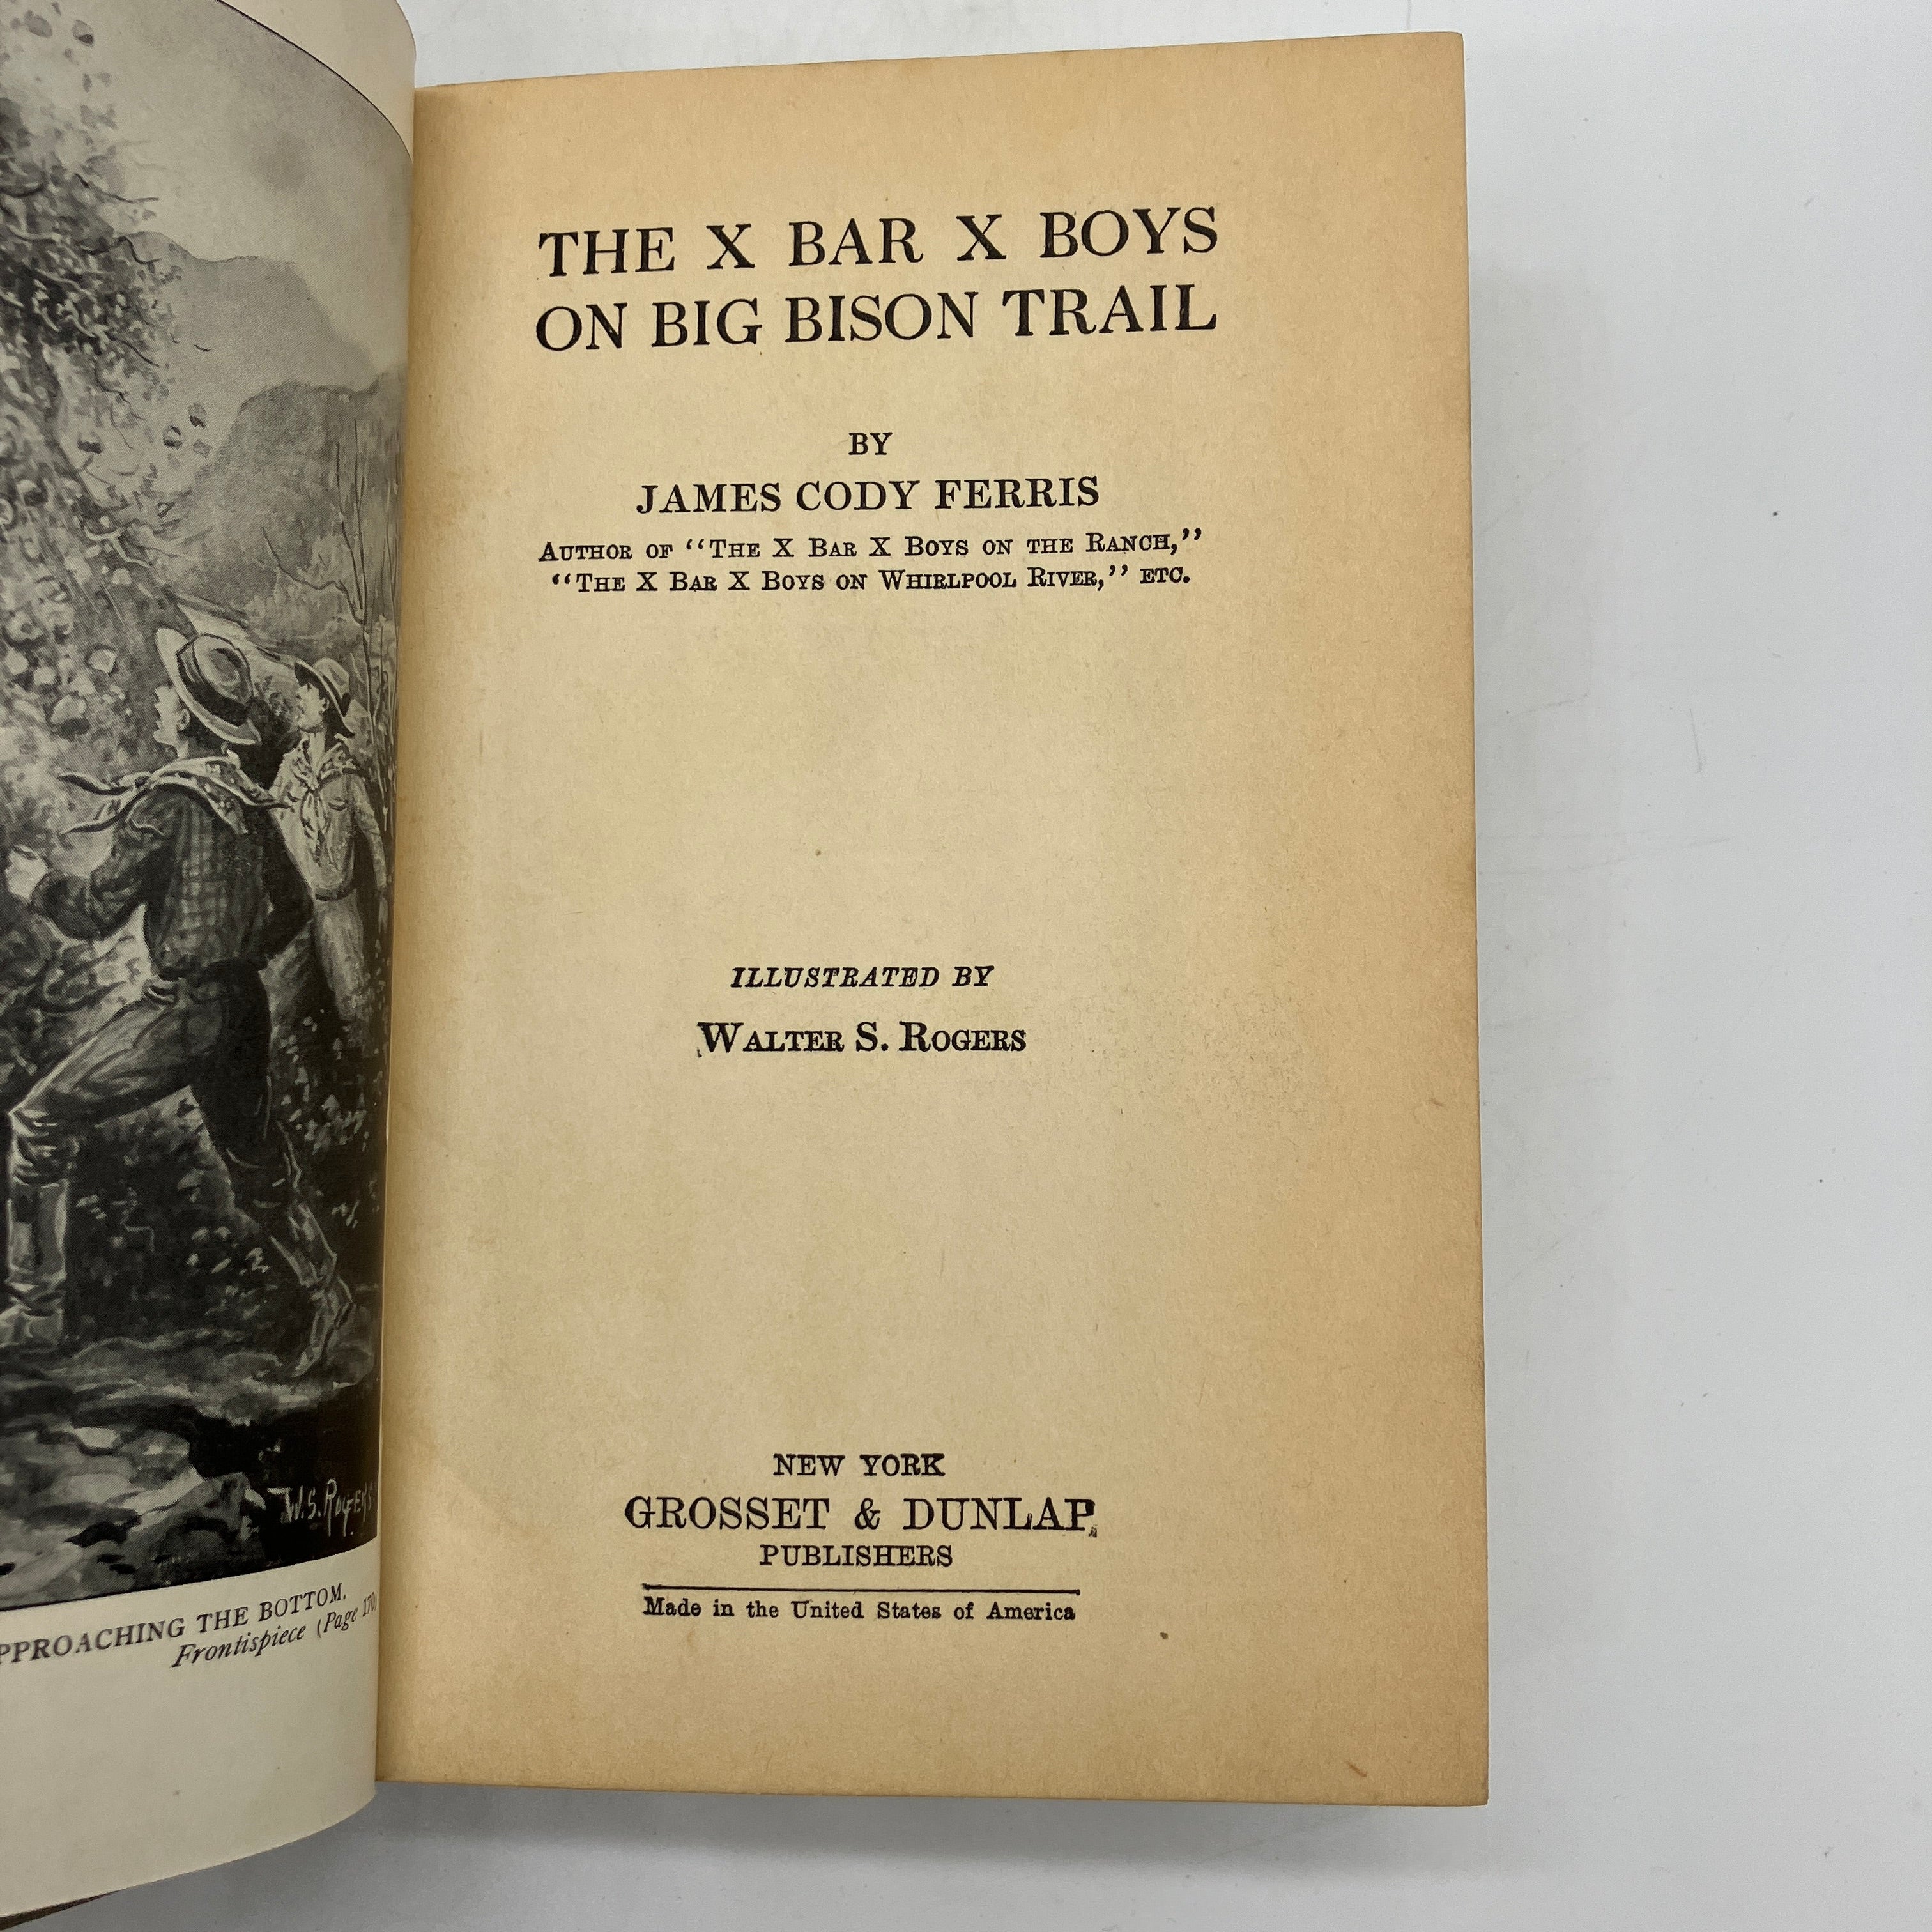 W. S. ROGERS
PPROACHING THE BOTTOM.
Frontispiece (Page 170
THE X BAR X BOYS
ON BIG BISON TRAIL
BY
JAMES CODY FERRIS
AUTHOR OF “THE X BAR X BOYS ON THE RANCH,”
“THE X BAR X BOYS ON WHIRLPOOL RIVER,” ETC.
ILLUSTRATED BY
WALTER S. ROGERS
NEW YORK
GROSSET & DUNLAP
PUBLISHERS
Made in the United States of America